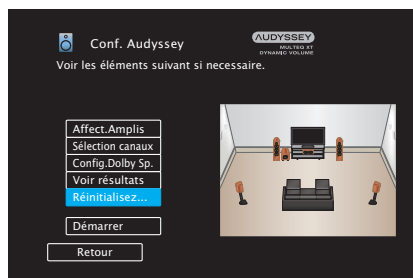 Conf. Audyssey
AUDYSSEY
MULTEQ XT
DYNAMIC VOLUME
Voir les éléments suivant si necessaire.
Affect.Amplis
Sélection canaux
Config.Dolby Sp.
Voir résultats
Réinitialisez...
Démarrer
Retour